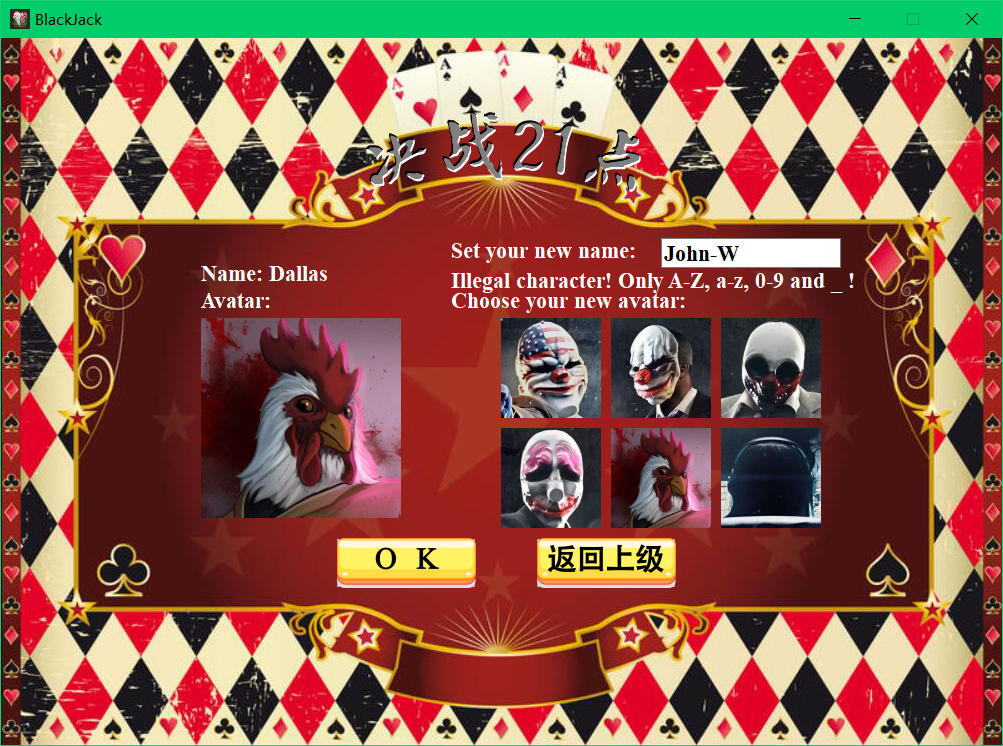 BlackJack
A A A A
决战21点
Set your new name: John-W
Name: Dallas
Illegal character! Only A-Z, a-z, 0-9 and _ !
Avatar:
Choose your new avatar:
O K
返回上级